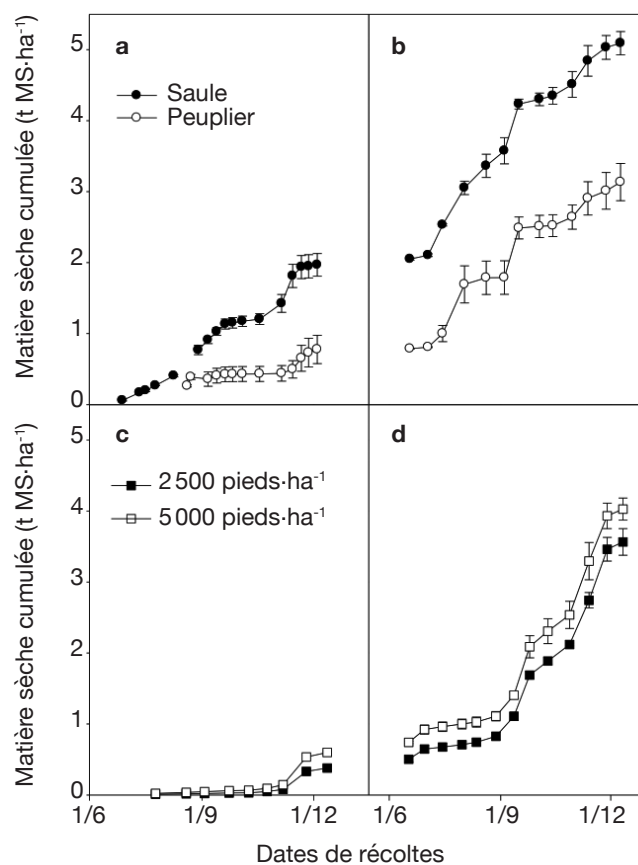 a
b
Saule
Peuplier
Matière sèche cumulée (t MS·ha⁻¹)
5
4
3
2
1
0
c
d
2 500 pieds·ha⁻¹
5 000 pieds·ha⁻¹
Matière sèche cumulée (t MS·ha⁻¹)
5
4
3
2
1
0
1/6
1/9
1/12
1/6
1/9
1/12
Dates de récoltes